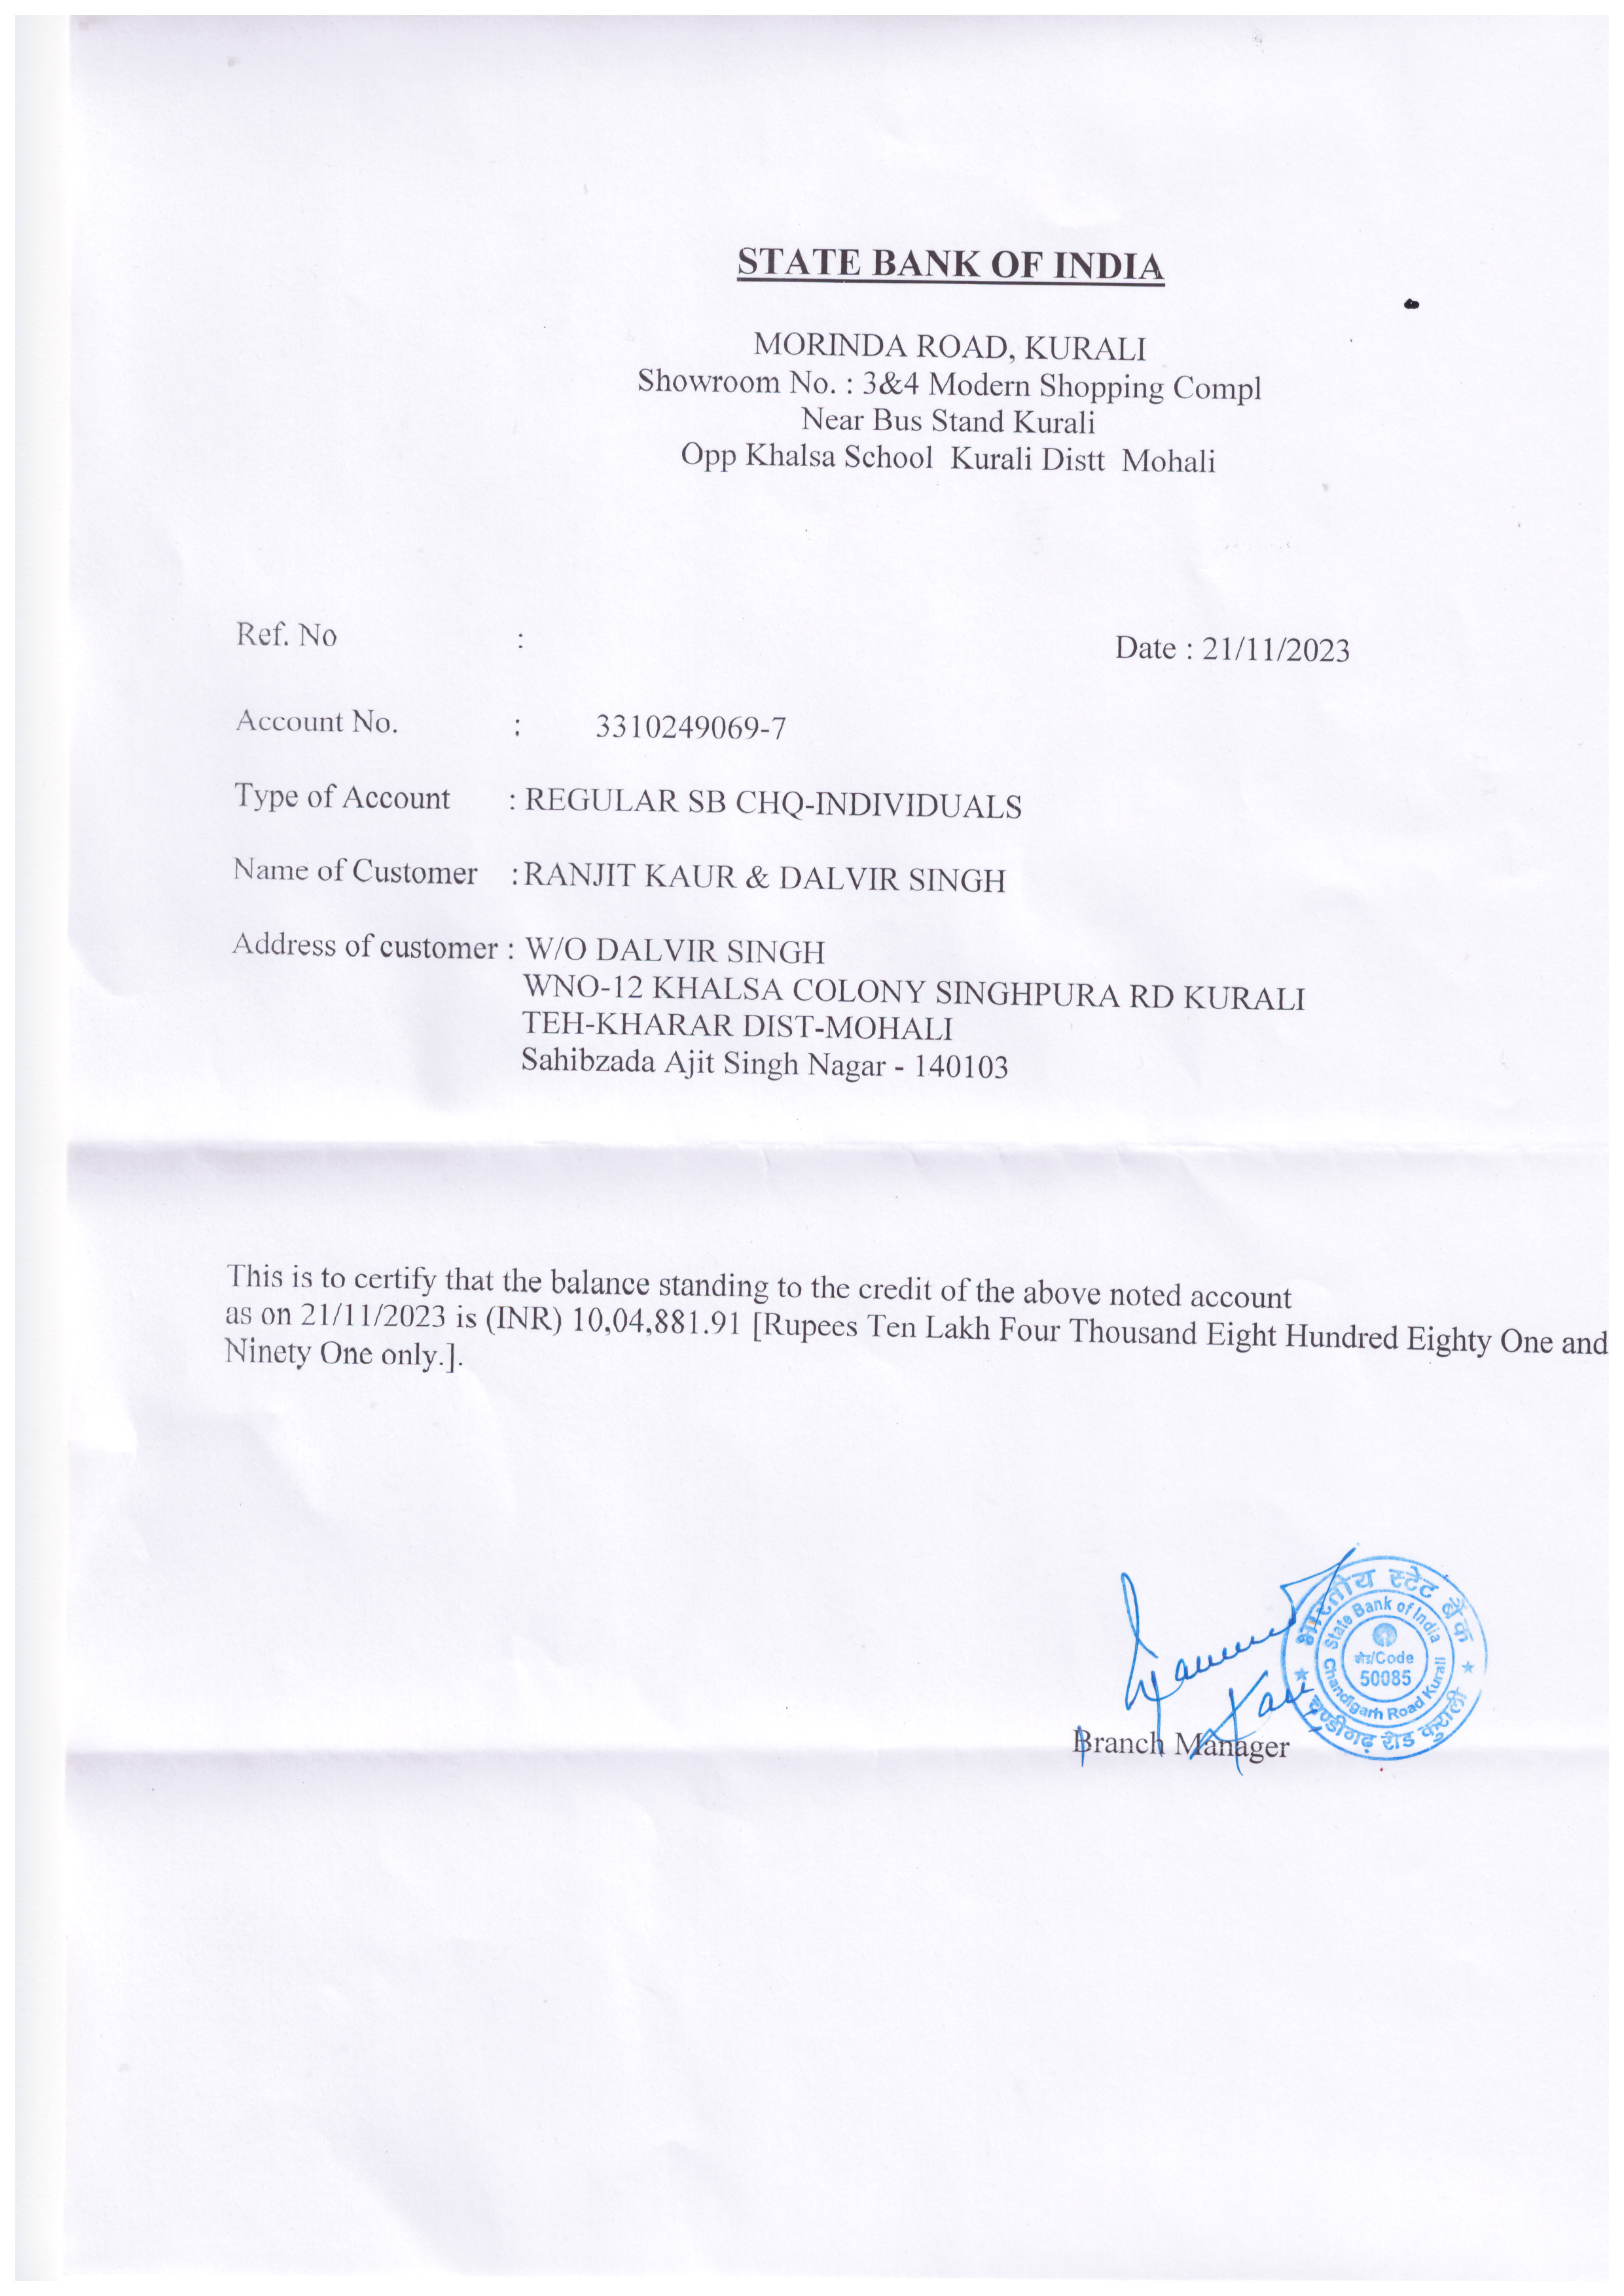 STATE BANK OF INDIA
MORINDA ROAD, KURALI
Showroom No. : 3&4 Modern Shopping Compl
Near Bus Stand Kurali
Opp Khalsa School Kurali Distt Mohali
Ref. No :
Date : 21/11/2023
Account No. : 3310249069-7
Type of Account : REGULAR SB CHQ-INDIVIDUALS
Name of Customer : RANJIT KAUR & DALVIR SINGH
Address of customer : W/O DALVIR SINGH
WNO-12 KHALSA COLONY SINGHPURA RD KURALI
TEH-KHARAR DIST-MOHALI
Sahibzada Ajit Singh Nagar - 140103
This is to certify that the balance standing to the credit of the above noted account
as on 21/11/2023 is (INR) 10,04,881.91 [Rupees Ten Lakh Four Thousand Eight Hundred Eighty One and
Ninety One only.].
भारतीय स्टेट बैंक
State Bank of India
कोड/Code
50085
Chandigarh Road Kurali
चण्डीगढ़ रोड कुराली
Branch Manager